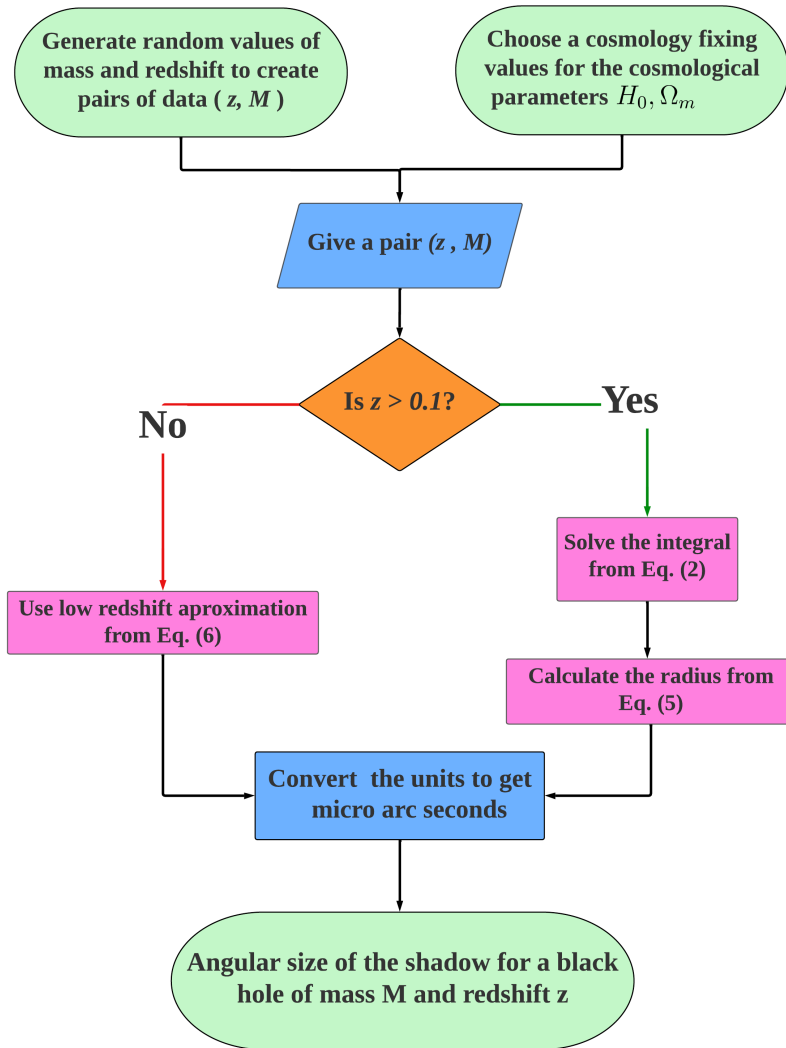 Generate random values of
mass and redshift to create
pairs of data ( z, M )
Choose a cosmology fixing
values for the cosmological
parameters H₀, Ωₘ
Give a pair (z , M)
Is z > 0.1?
No
Yes
Solve the integral
from Eq. (2)
Use low redshift aproximation
from Eq. (6)
Calculate the radius from
Eq. (5)
Convert the units to get
micro arc seconds
Angular size of the shadow for a black
hole of mass M and redshift z